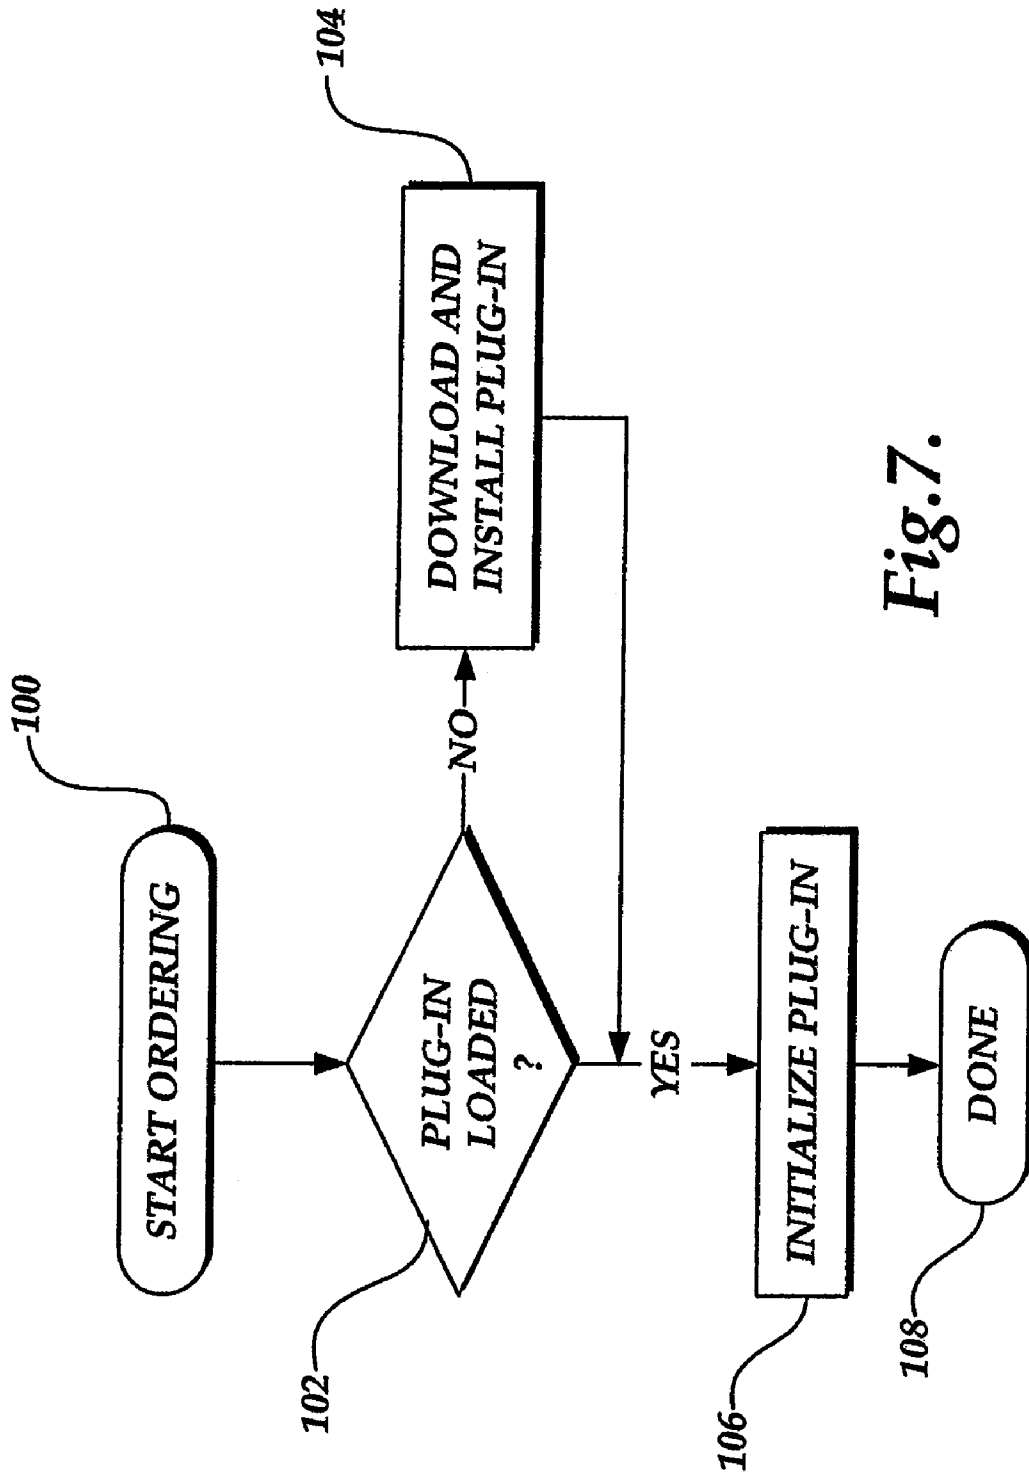 100
START ORDERING
102
PLUG-IN
LOADED
?
NO
104
DOWNLOAD AND
INSTALL PLUG-IN
YES
106
INITIALIZE PLUG-IN
108
DONE
Fig.7.